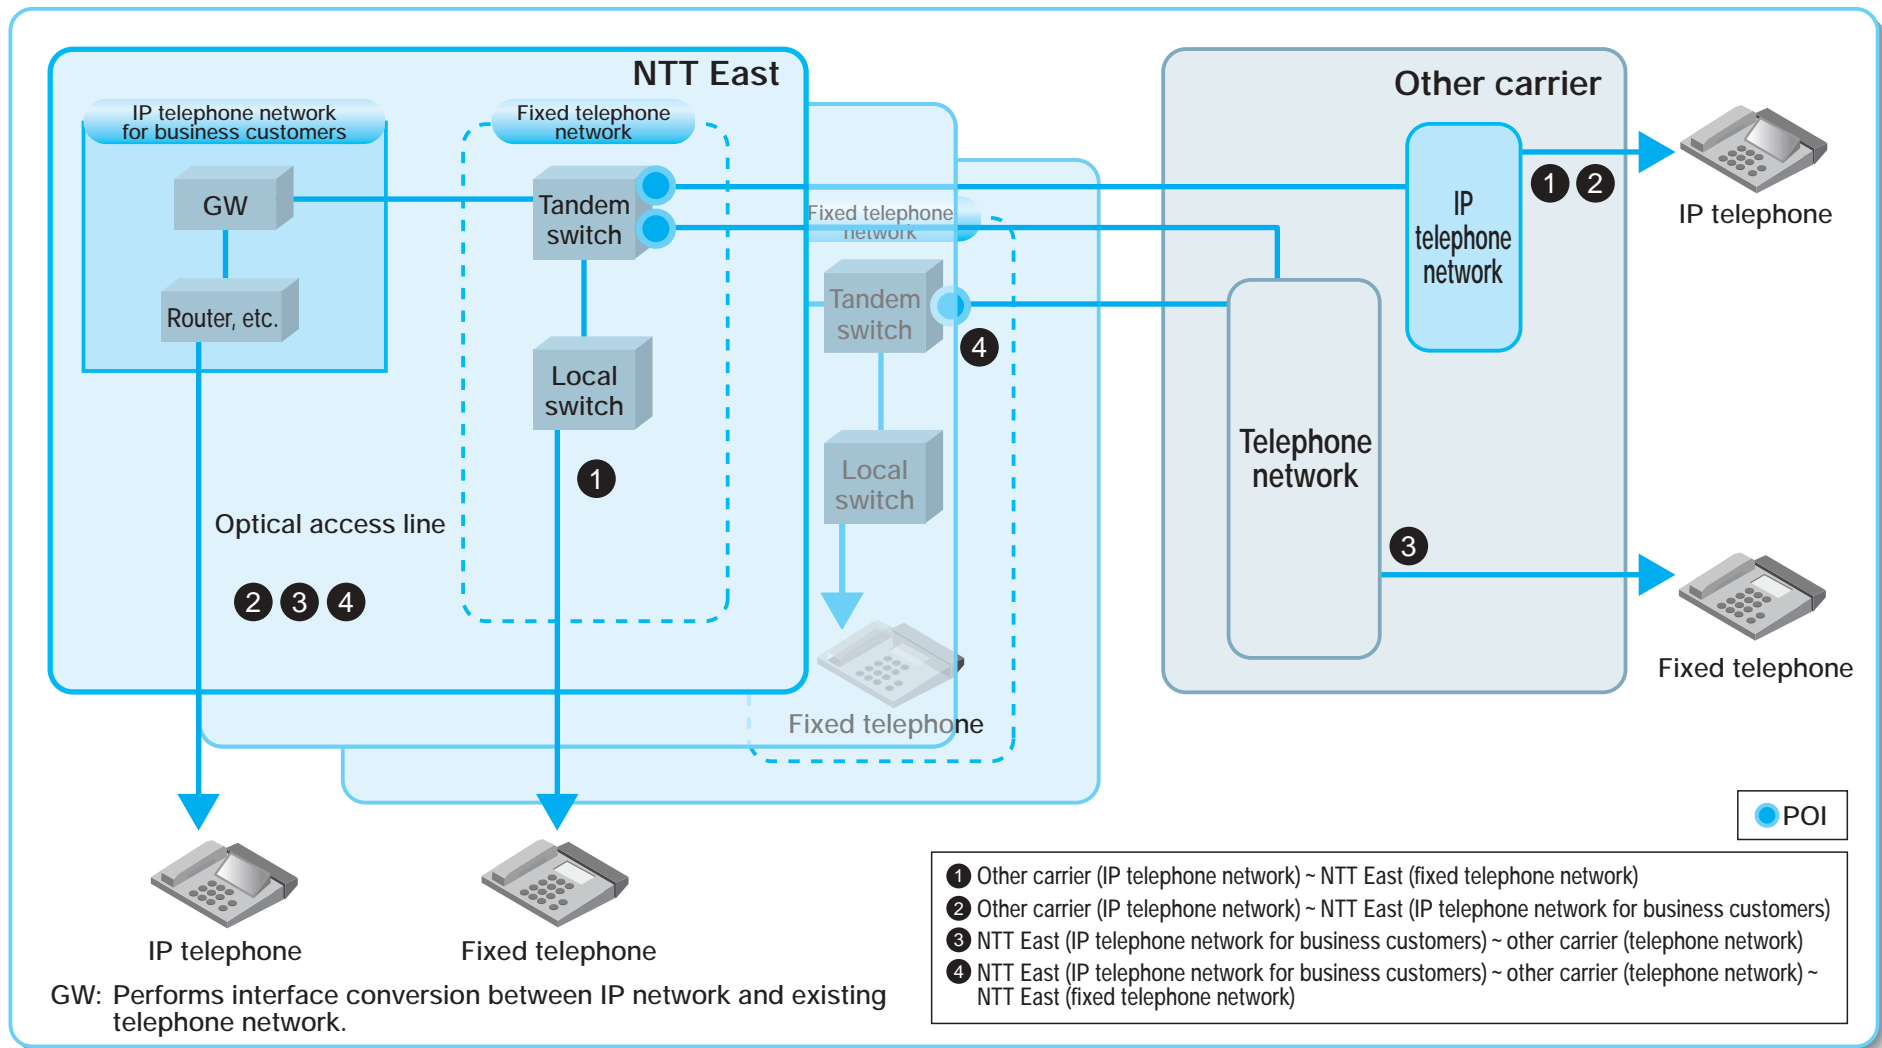 NTT East
IP telephone network
for business customers
Fixed telephone
network
GW
Router, etc.
Tandem
switch
Local
switch
1
Optical access line
2 3 4
Fixed telephone
network
Tandem
switch
4
Local
switch
Fixed telephone
Other carrier
IP
telephone
network
1 2
IP telephone
Telephone
network
3
Fixed telephone
IP telephone
Fixed telephone
GW: Performs interface conversion between IP network and existing
telephone network.
POI
1 Other carrier (IP telephone network) ~ NTT East (fixed telephone network)
2 Other carrier (IP telephone network) ~ NTT East (IP telephone network for business customers)
3 NTT East (IP telephone network for business customers) ~ other carrier (telephone network)
4 NTT East (IP telephone network for business customers) ~ other carrier (telephone network) ~
NTT East (fixed telephone network)